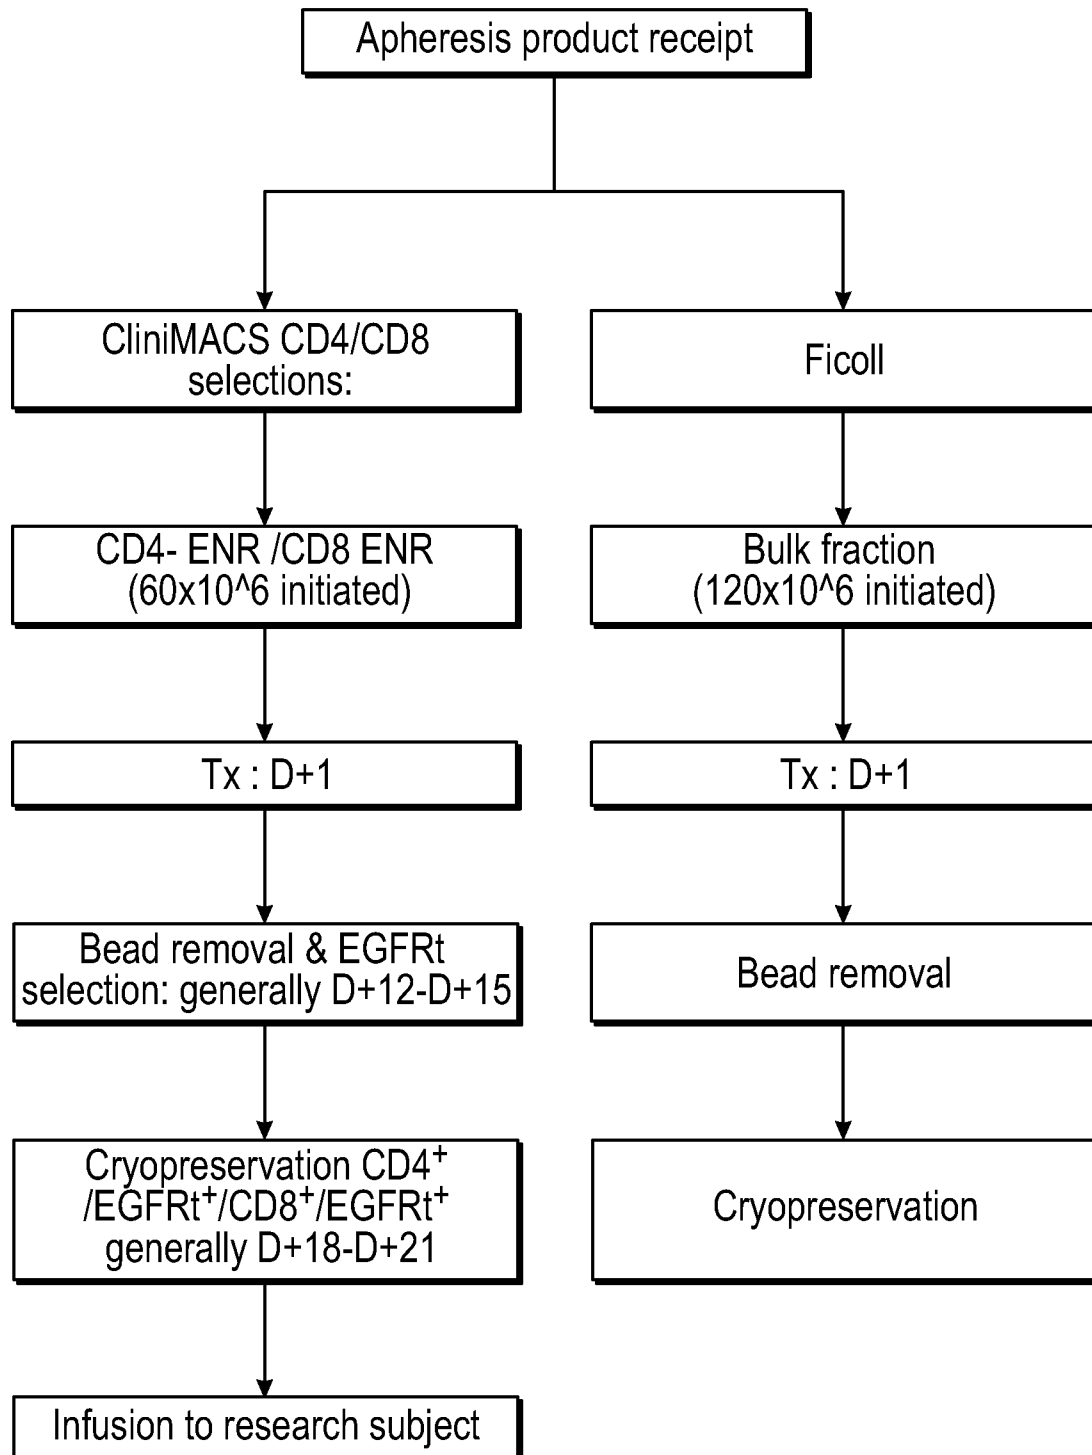 Apheresis product receipt
CliniMACS CD4/CD8
selections:
CD4- ENR /CD8 ENR
(60x10^6 initiated)
Tx : D+1
Bead removal & EGFRt
selection: generally D+12-D+15
Cryopreservation CD4⁺
/EGFRt⁺/CD8⁺/EGFRt⁺
generally D+18-D+21
Infusion to research subject
Ficoll
Bulk fraction
(120x10^6 initiated)
Tx : D+1
Bead removal
Cryopreservation